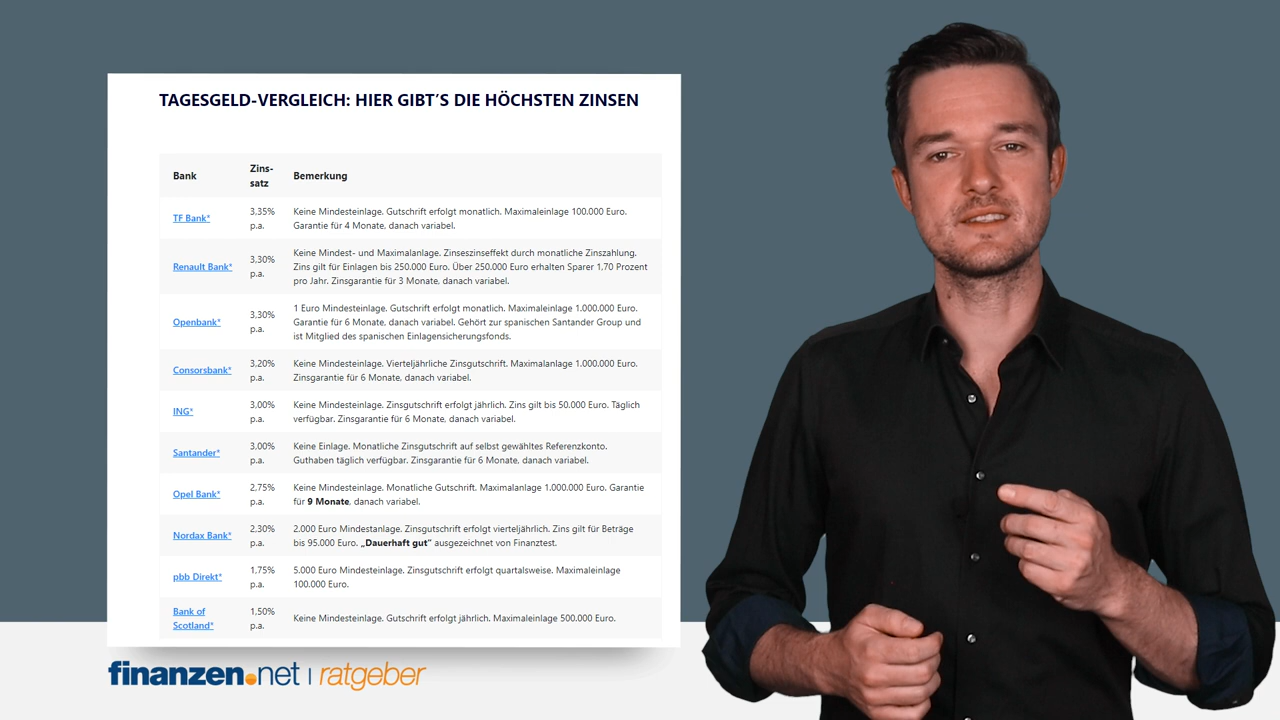 TAGESGELD-VERGLEICH: HIER GIBT'S DIE HÖCHSTEN ZINSEN
Bank
Zins-
satz
Bemerkung
TF Bank*
3,35%
p.a.
Keine Mindesteinlage. Gutschrift erfolgt monatlich. Maximaleinlage 100.000 Euro.
Garantie für 4 Monate, danach variabel.
Renault Bank*
3,30%
p.a.
Keine Mindest- und Maximalanlage. Zinseszinseffekt durch monatliche Zinszahlung.
Zins gilt für Einlagen bis 250.000 Euro. Über 250.000 Euro erhalten Sparer 1,70 Prozent
pro Jahr. Zinsgarantie für 3 Monate, danach variabel.
Openbank*
3,30%
p.a.
1 Euro Mindesteinlage. Gutschrift erfolgt monatlich. Maximaleinlage 1.000.000 Euro.
Garantie für 6 Monate, danach variabel. Gehört zur spanischen Santander Group und
ist Mitglied des spanischen Einlagensicherungsfonds.
Consorsbank*
3,20%
p.a.
Keine Mindesteinlage. Vierteljährliche Zinsgutschrift. Maximalanlage 1.000.000 Euro.
Zinsgarantie für 6 Monate, danach variabel.
ING*
3,00%
p.a.
Keine Mindesteinlage. Zinsgutschrift erfolgt jährlich. Zins gilt bis 50.000 Euro. Täglich
verfügbar. Zinsgarantie für 6 Monate, danach variabel.
Santander*
3,00%
p.a.
Keine Einlage. Monatliche Zinsgutschrift auf selbst gewähltes Referenzkonto.
Guthaben täglich verfügbar. Zinsgarantie für 6 Monate, danach variabel.
Opel Bank*
2,75%
p.a.
Keine Mindesteinlage. Monatliche Gutschrift. Maximalanlage 1.000.000 Euro. Garantie
für 9 Monate, danach variabel.
Nordax Bank*
2,30%
p.a.
2.000 Euro Mindestanlage. Zinsgutschrift erfolgt vierteljährlich. Zins gilt für Beträge
bis 95.000 Euro. „Dauerhaft gut" ausgezeichnet von Finanztest.
pbb Direkt*
1,75%
p.a.
5.000 Euro Mindesteinlage. Zinsgutschrift erfolgt quartalsweise. Maximaleinlage
100.000 Euro.
Bank of
Scotland*
1,50%
p.a.
Keine Mindesteinlage. Gutschrift erfolgt jährlich. Maximaleinlage 500.000 Euro.
finanzen.net | ratgeber